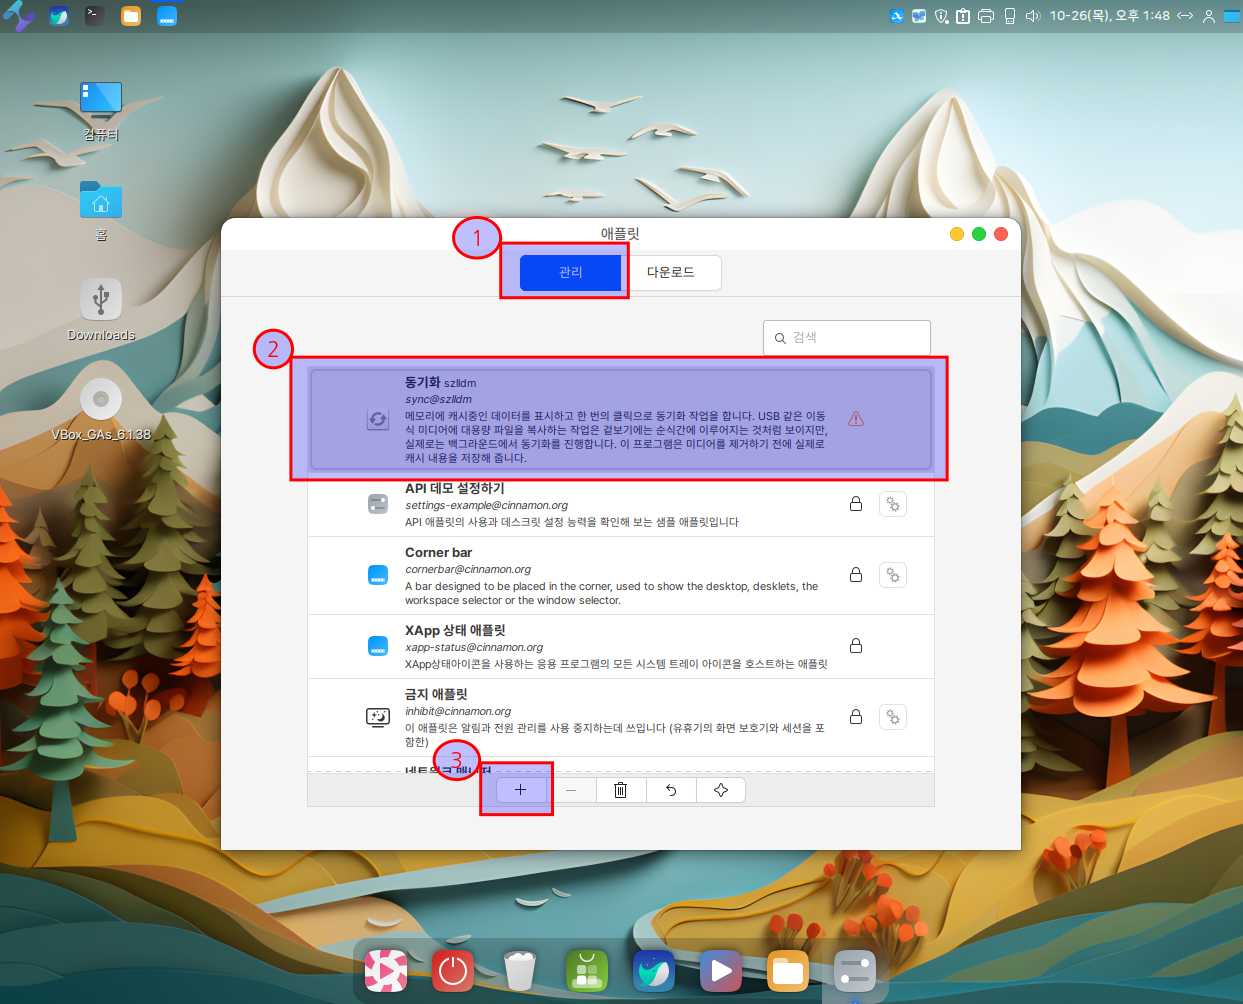 10-26(목), 오후 1:48
컴퓨터
홈
Downloads
VBox_GAs_6.1.38
애플릿
1
관리
다운로드
검색
2
동기화 szlldm
sync@szlldm
메모리에 캐시중인 데이터를 표시하고 한 번의 클릭으로 동기화 작업을 합니다. USB 같은 이동
식 미디어에 대용량 파일을 복사하는 작업은 겉보기에는 순식간에 이루어지는 것처럼 보이지만,
실제로는 백그라운드에서 동기화를 진행합니다. 이 프로그램은 미디어를 제거하기 전에 실제로
캐시 내용을 저장해 줍니다.
API 데모 설정하기
settings-example@cinnamon.org
API 애플릿의 사용과 데스크릿 설정 능력을 확인해 보는 샘플 애플릿입니다
Corner bar
cornerbar@cinnamon.org
A bar designed to be placed in the corner, used to show the desktop, desklets, the
workspace selector or the window selector.
XApp 상태 애플릿
xapp-status@cinnamon.org
XApp상태아이콘을 사용하는 응용 프로그램의 모든 시스템 트레이 아이콘을 호스트하는 애플릿
금지 애플릿
inhibit@cinnamon.org
이 애플릿은 알림과 전원 관리를 사용 중지하는데 쓰입니다 (유휴기의 화면 보호기와 세션을 포
함한)
3
네트워크 매니저